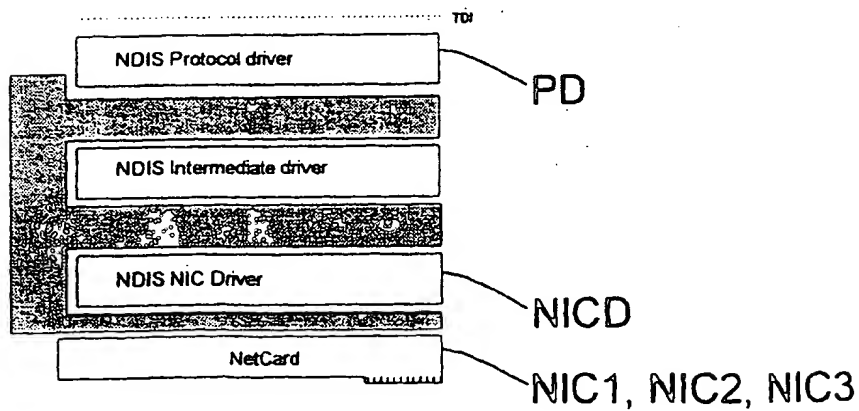 TDI
NDIS Protocol driver
PD
NDIS Intermediate driver
NDIS NIC Driver
NICD
NetCard
NIC1, NIC2, NIC3